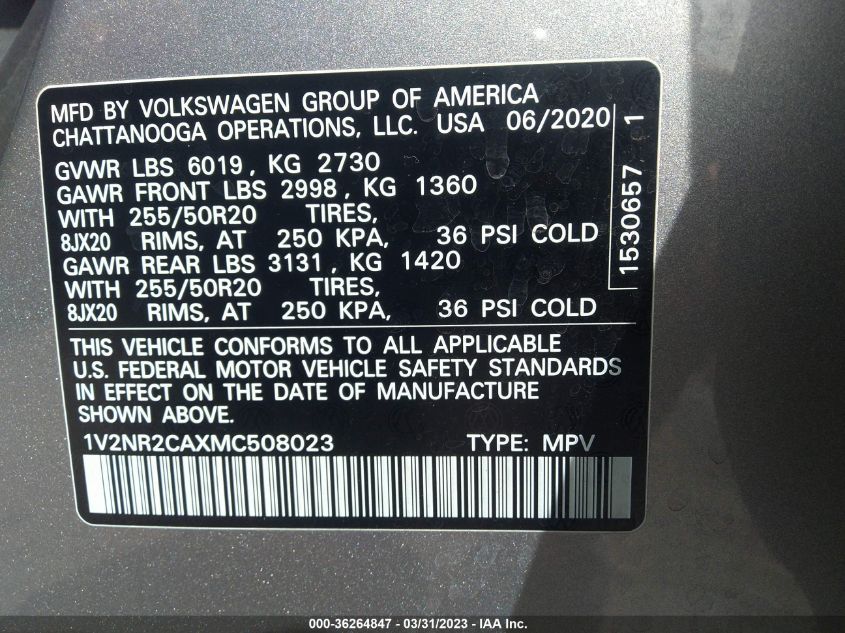 MFD BY VOLKSWAGEN GROUP OF AMERICA
CHATTANOOGA OPERATIONS, LLC. USA 06/2020
GVWR LBS 6019, KG 2730
GAWR FRONT LBS 2998, KG 1360
WITH 255/50R20 TIRES,
8JX20 RIMS, AT 250 KPA, 36 PSI COLD
GAWR REAR LBS 3131, KG 1420
WITH 255/50R20 TIRES,
8JX20 RIMS, AT 250 KPA, 36 PSI COLD
1530657 1
THIS VEHICLE CONFORMS TO ALL APPLICABLE
U.S. FEDERAL MOTOR VEHICLE SAFETY STANDARDS
IN EFFECT ON THE DATE OF MANUFACTURE
SHOWN ABOVE.
1V2NR2CAXMC508023 TYPE: MPV
000-36264847 - 03/31/2023 - IAA Inc.